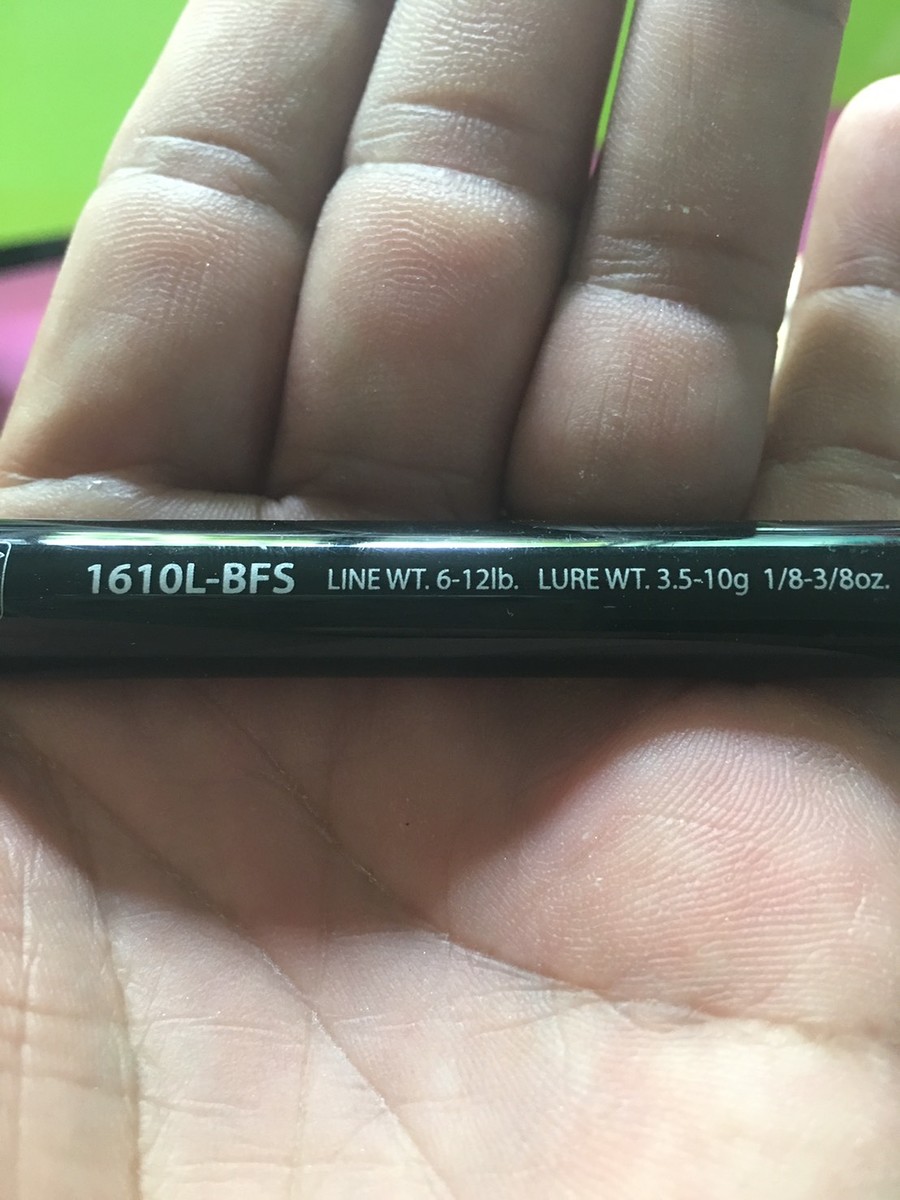 1610L-BFS LINE WT. 6-12lb. LURE WT. 3.5-10g 1/8-3/8oz.